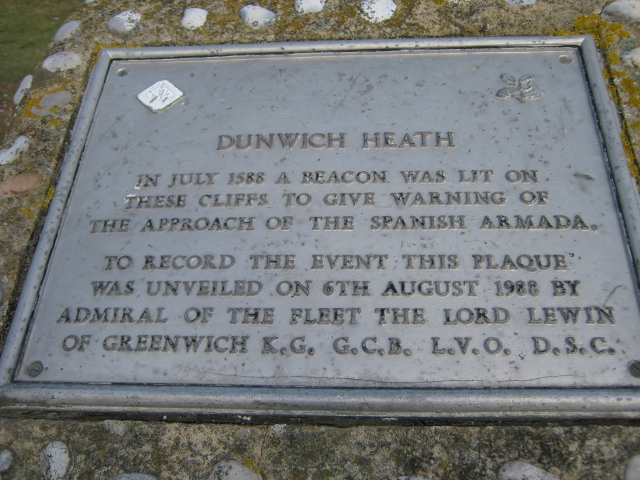 DUNWICH HEATH
IN JULY 1588 A BEACON WAS LIT ON
THESE CLIFFS TO GIVE WARNING OF
THE APPROACH OF THE SPANISH ARMADA.
TO RECORD THE EVENT THIS PLAQUE
WAS UNVEILED ON 6TH AUGUST 1988 BY
ADMIRAL OF THE FLEET THE LORD LEWIN
OF GREENWICH K.G. G.C.B. L.V.O. D.S.C.